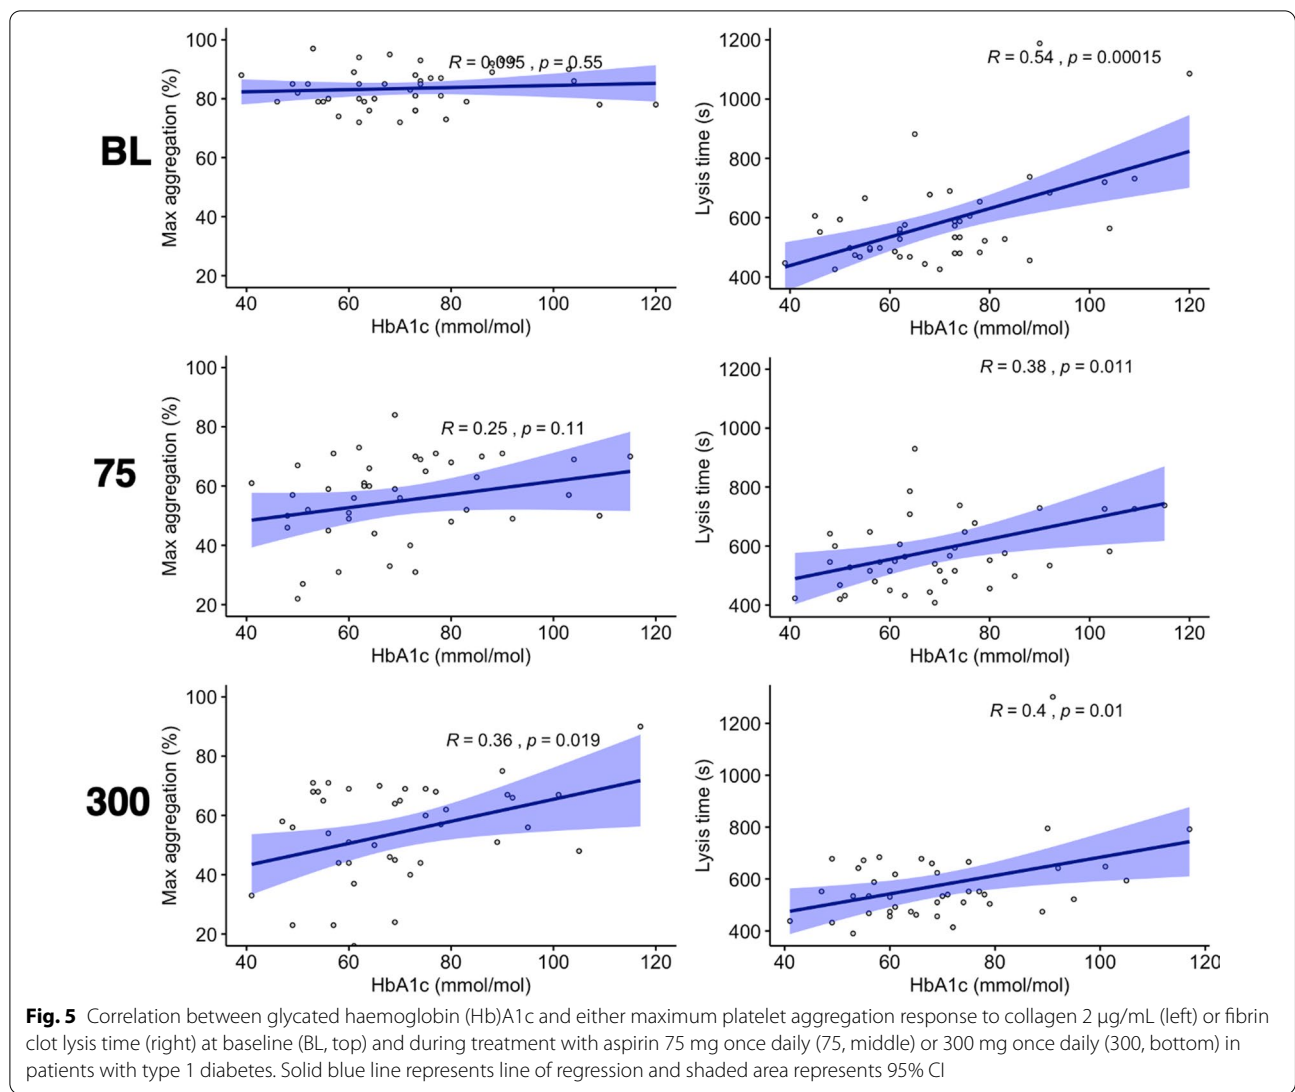 BL
Max aggregation (%)
100
80
60
40
20
R = 0.095 , p = 0.55
40 60 80 100 120
HbA1c (mmol/mol)
Lysis time (s)
1200
1000
800
600
400
R = 0.54 , p = 0.00015
40 60 80 100 120
HbA1c (mmol/mol)
75
Max aggregation (%)
100
80
60
40
20
R = 0.25 , p = 0.11
40 60 80 100 120
HbA1c (mmol/mol)
Lysis time (s)
1200
1000
800
600
400
R = 0.38 , p = 0.011
40 60 80 100 120
HbA1c (mmol/mol)
300
Max aggregation (%)
100
80
60
40
20
R = 0.36 , p = 0.019
40 60 80 100 120
HbA1c (mmol/mol)
Lysis time (s)
1200
1000
800
600
400
R = 0.4 , p = 0.01
40 60 80 100 120
HbA1c (mmol/mol)
Fig. 5 Correlation between glycated haemoglobin (Hb)A1c and either maximum platelet aggregation response to collagen 2 µg/mL (left) or fibrin
clot lysis time (right) at baseline (BL, top) and during treatment with aspirin 75 mg once daily (75, middle) or 300 mg once daily (300, bottom) in
patients with type 1 diabetes. Solid blue line represents line of regression and shaded area represents 95% CI